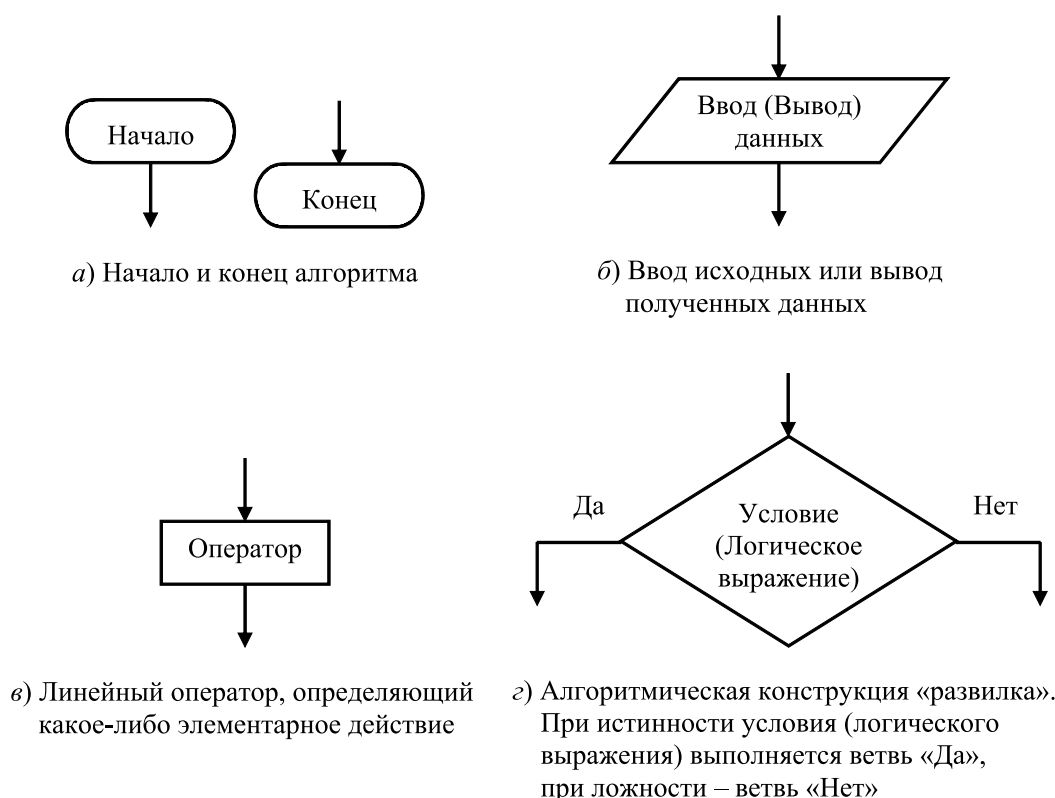 Начало
Конец
а) Начало и конец алгоритма
Ввод (Вывод)
данных
б) Ввод исходных или вывод
полученных данных
Оператор
в) Линейный оператор, определяющий
какое-либо элементарное действие
Да
Нет
Условие
(Логическое
выражение)
г) Алгоритмическая конструкция «развилка».
При истинности условия (логического
выражения) выполняется ветвь «Да»,
при ложности – ветвь «Нет»